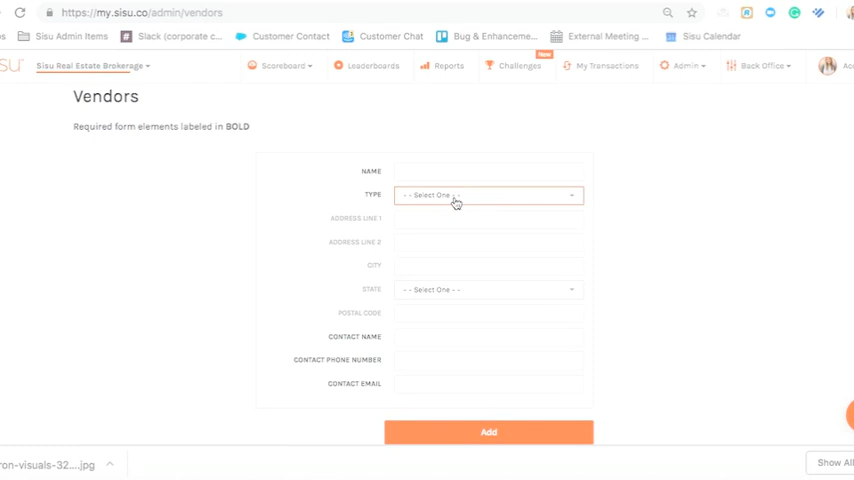 https://my.sisu.co/admin/vendors
Sisu Admin Items
Slack (corporate c...
Customer Contact
Customer Chat
Bug & Enhanceme...
External Meeting ...
Sisu Calendar
su
Sisu Real Estate Brokerage
Scoreboard
Leaderboards
Reports
New
Challenges
My Transactions
Admin
Back Office
Acc
Vendors
Required form elements labeled in BOLD
NAME
TYPE
- - Select One - -
ADDRESS LINE 1
ADDRESS LINE 2
CITY
STATE
- - Select One - -
POSTAL CODE
CONTACT NAME
CONTACT PHONE NUMBER
CONTACT EMAIL
Add
ron-visuals-32....jpg
Show All